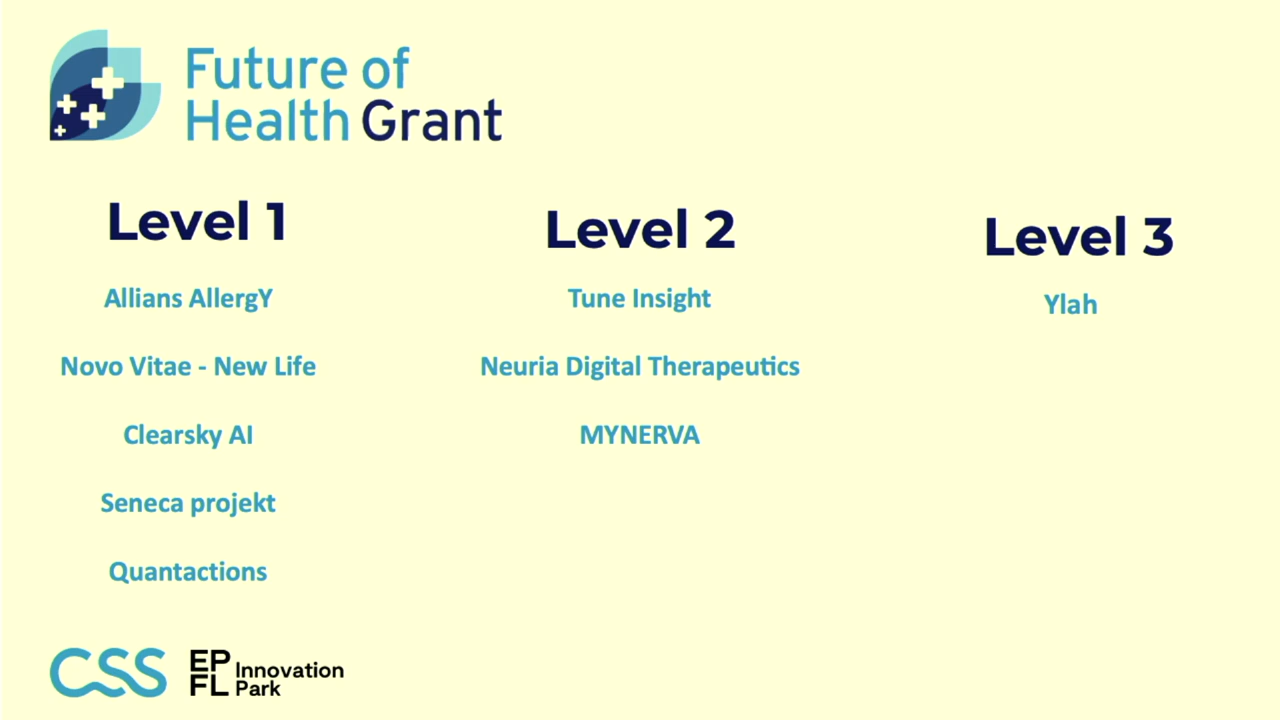 Future of
Health Grant
Level 1
Allians AllergY
Novo Vitae - New Life
Clearsky AI
Seneca projekt
Quantactions
Level 2
Tune Insight
Neuria Digital Therapeutics
MYNERVA
Level 3
Ylah
CSS
EP
FL
Innovation
Park